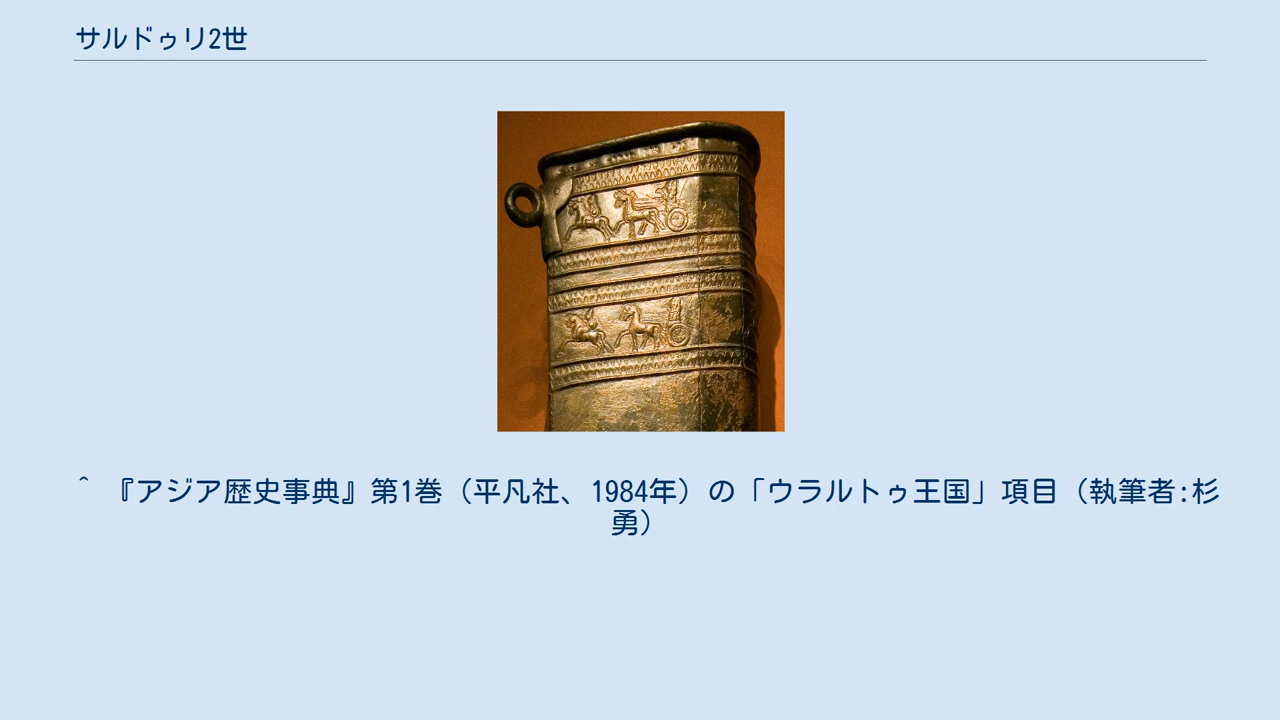 サルドゥリ2世
^ 『アジア歴史事典』第1巻（平凡社、1984年）の「ウラルトゥ王国」項目（執筆者:杉
勇）